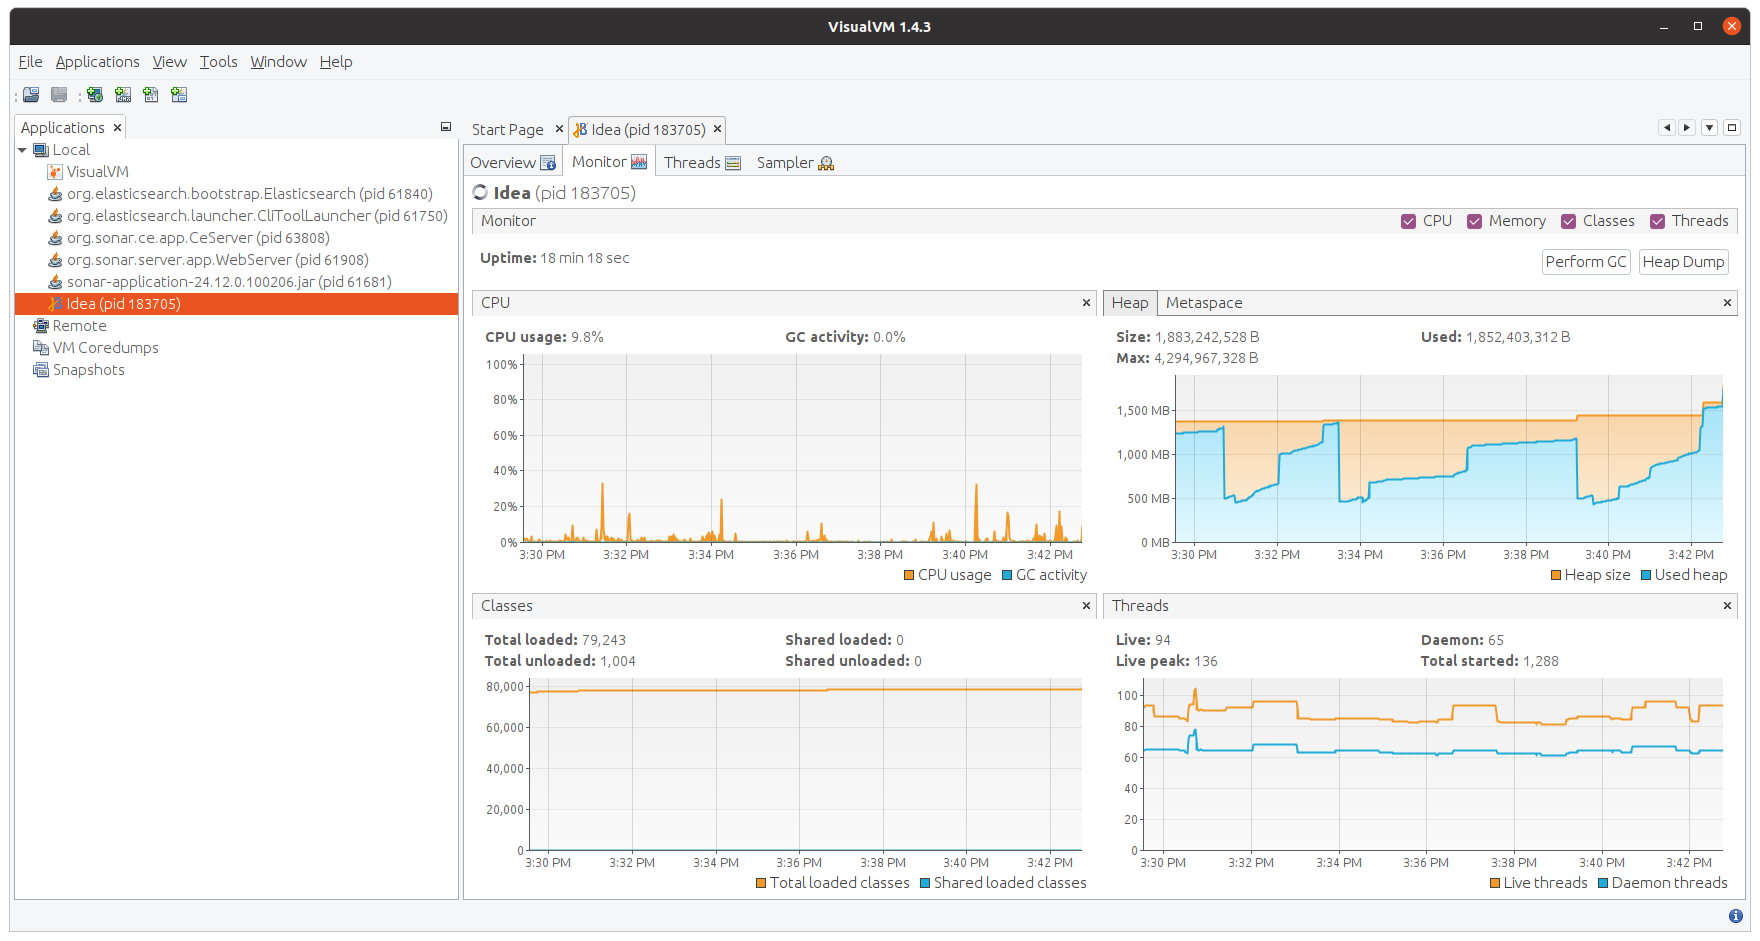 VisualVM 1.4.3
File Applications View Tools Window Help
Applications
Local
VisualVM
org.elasticsearch.bootstrap.Elasticsearch (pid 61840)
org.elasticsearch.launcher.CliToolLauncher (pid 61750)
org.sonar.ce.app.CeServer (pid 63808)
org.sonar.server.app.WebServer (pid 61908)
sonar-application-24.12.0.100206.jar (pid 61681)
Idea (pid 183705)
Remote
VM Coredumps
Snapshots
Start Page Idea (pid 183705)
Overview Monitor Threads Sampler
Idea (pid 183705)
Monitor CPU Memory Classes Threads
Uptime: 18 min 18 sec Perform GC Heap Dump
CPU
CPU usage: 9.8% GC activity: 0.0%
100%
80%
60%
40%
20%
0%
3:30 PM 3:32 PM 3:34 PM 3:36 PM 3:38 PM 3:40 PM 3:42 PM
CPU usage GC activity
Heap Metaspace
Size: 1,883,242,528 B Used: 1,852,403,312 B
Max: 4,294,967,328 B
1,500 MB
1,000 MB
500 MB
0 MB
3:30 PM 3:32 PM 3:34 PM 3:36 PM 3:38 PM 3:40 PM 3:42 PM
Heap size Used heap
Classes
Total loaded: 79,243 Shared loaded: 0
Total unloaded: 1,004 Shared unloaded: 0
80,000
60,000
40,000
20,000
0
3:30 PM 3:32 PM 3:34 PM 3:36 PM 3:38 PM 3:40 PM 3:42 PM
Total loaded classes Shared loaded classes
Threads
Live: 94 Daemon: 65
Live peak: 136 Total started: 1,288
100
80
60
40
20
0
3:30 PM 3:32 PM 3:34 PM 3:36 PM 3:38 PM 3:40 PM 3:42 PM
Live threads Daemon threads